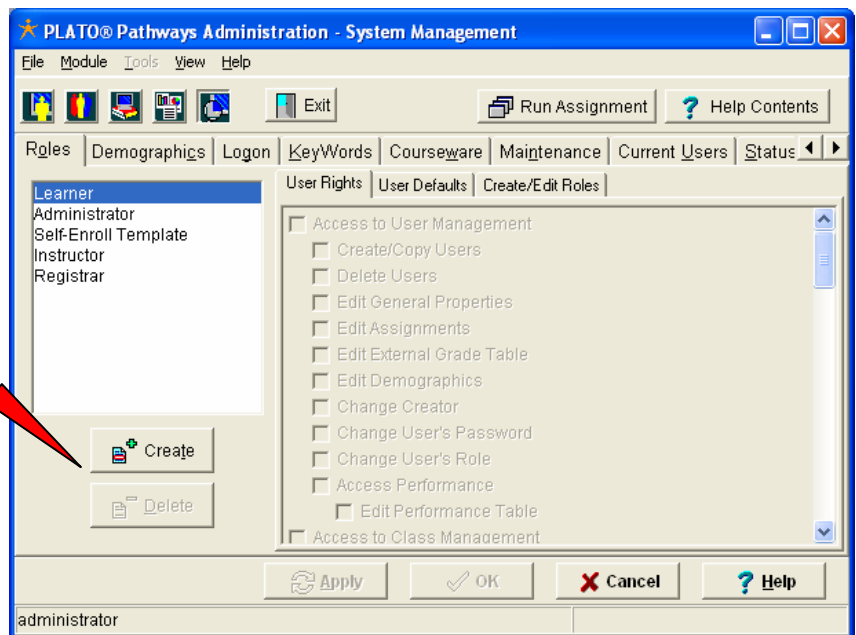 PLATO® Pathways Administration - System Management
File Module Tools View Help
Exit Run Assignment Help Contents
Roles Demographics Logon KeyWords Courseware Maintenance Current Users Status
User Rights User Defaults Create/Edit Roles
Learner
Administrator
Self-Enroll Template
Instructor
Registrar
Access to User Management
Create/Copy Users
Delete Users
Edit General Properties
Edit Assignments
Edit External Grade Table
Edit Demographics
Change Creator
Change User's Password
Change User's Role
Access Performance
Edit Performance Table
Access to Class Management
Create
Delete
Apply OK Cancel Help
administrator